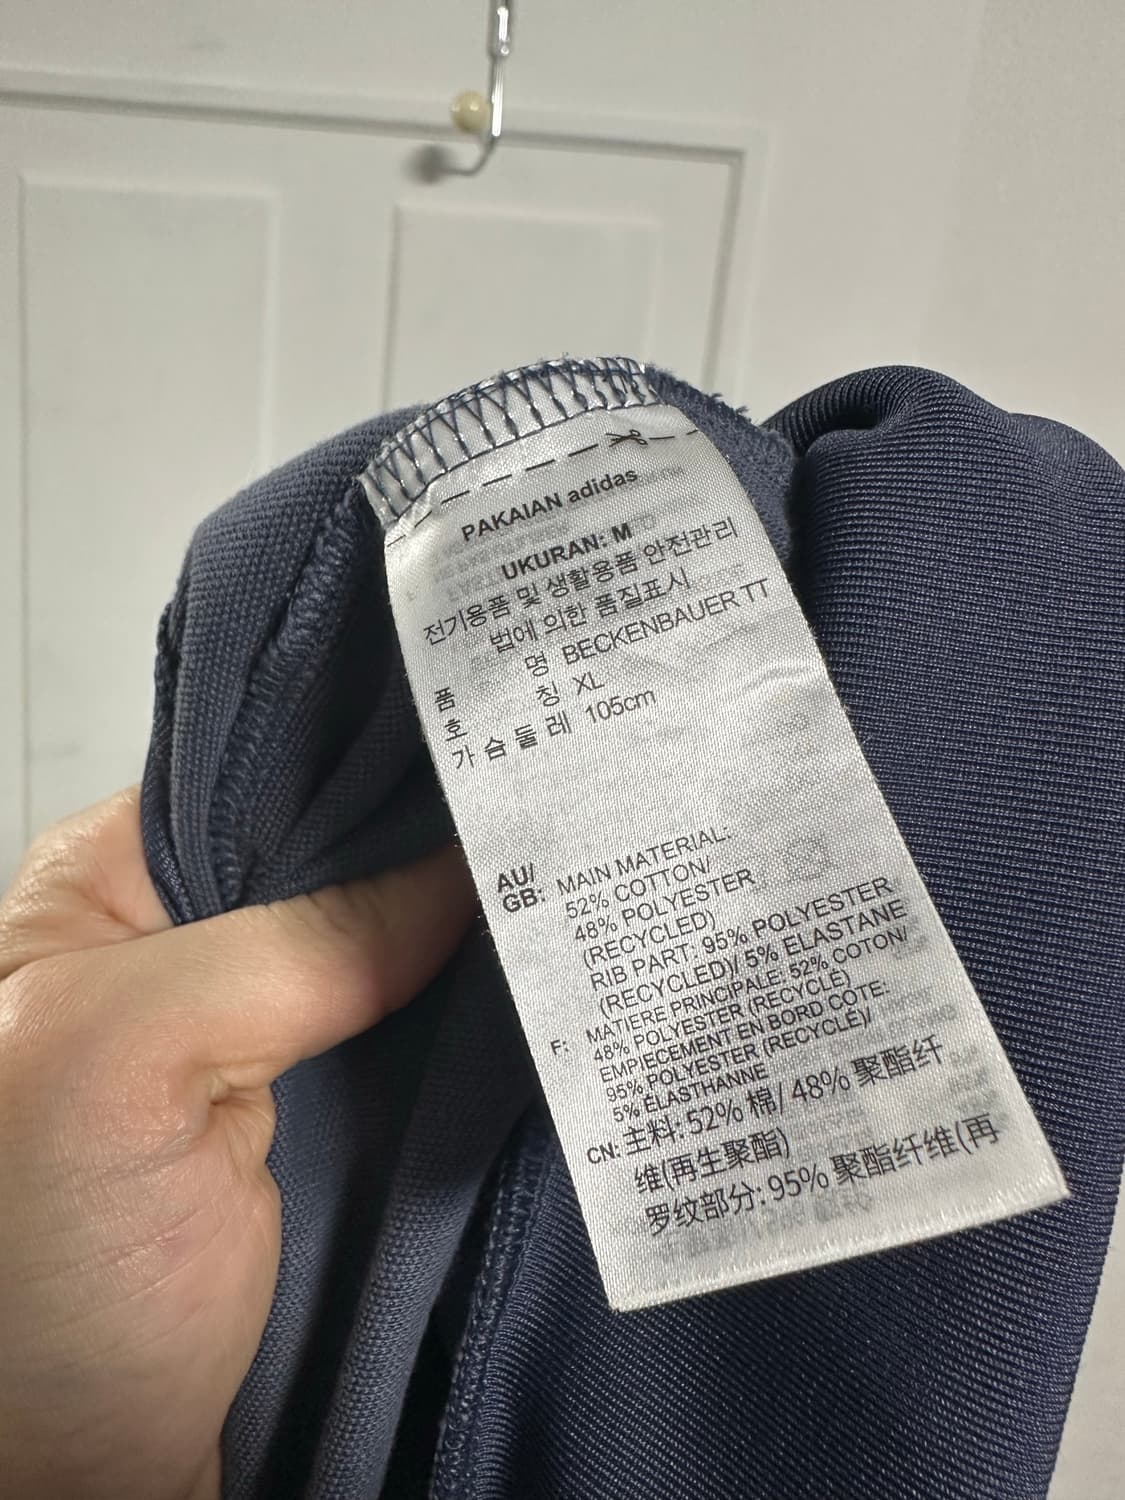 PAKAIAN adidas
UKURAN: M
전기용품 및 생활용품 안전관리
법에 의한 품질표시
품 명 BECKENBAUER TT
호 칭 XL
가슴둘레 105cm
AU/
GB: MAIN MATERIAL:
52% COTTON/
48% POLYESTER
(RECYCLED)
RIB PART: 95% POLYESTER
(RECYCLED)/ 5% ELASTANE
F: MATIERE PRINCIPALE: 52% COTON/
48% POLYESTER (RECYCLÉ)
EMPIECEMENT EN BORD COTE:
95% POLYESTER (RECYCLÉ)/
5% ÉLASTHANNE
CN: 主料: 52% 棉/ 48% 聚酯纤
维(再生聚酯)
罗纹部分: 95% 聚酯纤维(再